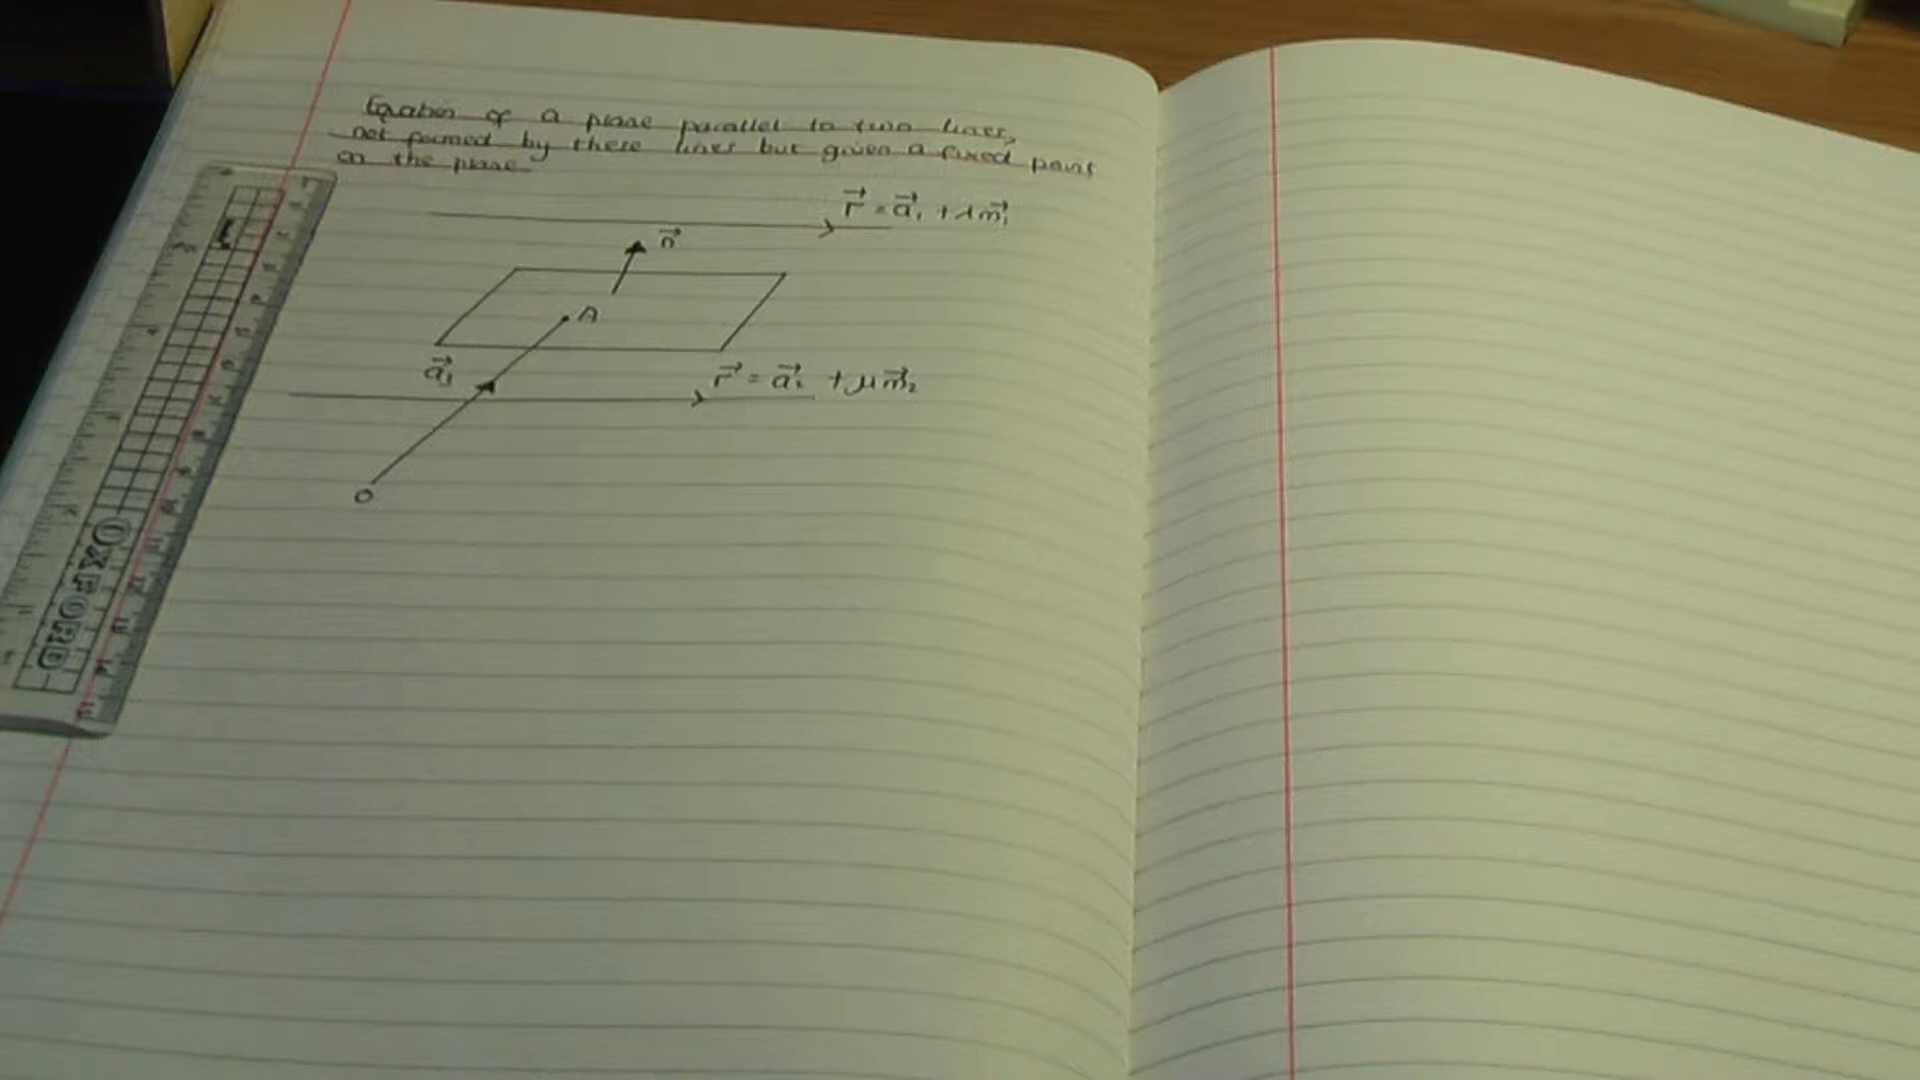 Equation of a plane parallel to two lines,
not formed by these lines but given a fixed point
on the plane.
r⃗ = a⃗₁ + λm⃗₁
n⃗
A
a⃗₁
r⃗ = a⃗₂ + μm⃗₂
O
OXFORD